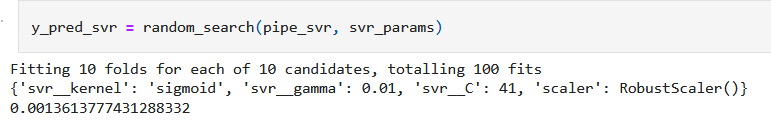 y_pred_svr = random_search(pipe_svr, svr_params)
Fitting 10 folds for each of 10 candidates, totalling 100 fits
{'svr__kernel': 'sigmoid', 'svr__gamma': 0.01, 'svr__C': 41, 'scaler': RobustScaler()}
0.0013613777431288332